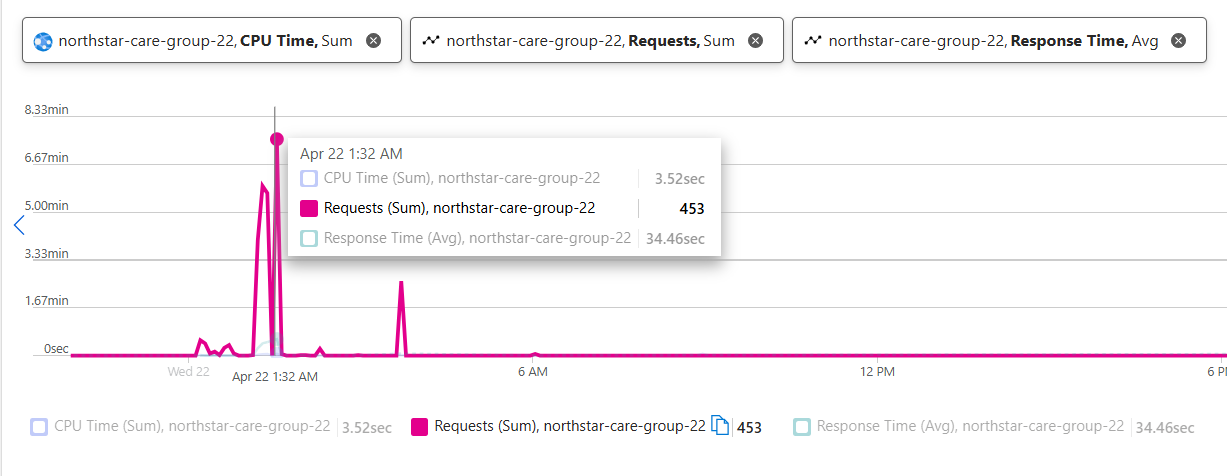 northstar-care-group-22, CPU Time, Sum
northstar-care-group-22, Requests, Sum
northstar-care-group-22, Response Time, Avg
8.33min
6.67min
5.00min
3.33min
1.67min
0sec
Apr 22 1:32 AM
CPU Time (Sum), northstar-care-group-22 3.52sec
Requests (Sum), northstar-care-group-22 453
Response Time (Avg), northstar-care-group-22 34.46sec
Wed 22
Apr 22 1:32 AM
6 AM
12 PM
CPU Time (Sum), northstar-care-group-22 3.52sec
Requests (Sum), northstar-care-group-22 453
Response Time (Avg), northstar-care-group-22 34.46sec